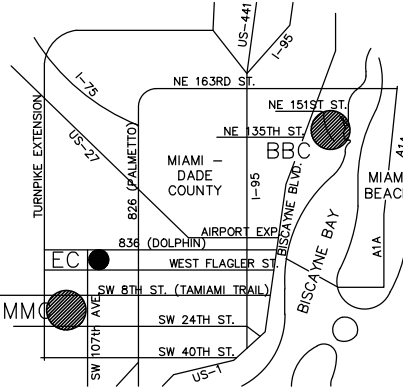 US-441
I-95
I-75
NE 163RD ST.
NE 151ST ST.
NE 135TH ST.
BBC
US-27
TURNPIKE EXTENSION
826 (PALMETTO)
MIAMI –
DADE
COUNTY
I-95
BISCAYNE BLVD.
A1A
MIAM
BEACH
BISCAYNE BAY
A1A
AIRPORT EXP
836 (DOLPHIN)
EC
WEST FLAGLER ST.
SW 8TH ST. (TAMIAMI TRAIL)
MMC
SW 107th AVE
SW 24TH ST.
SW 40TH ST.
US-1